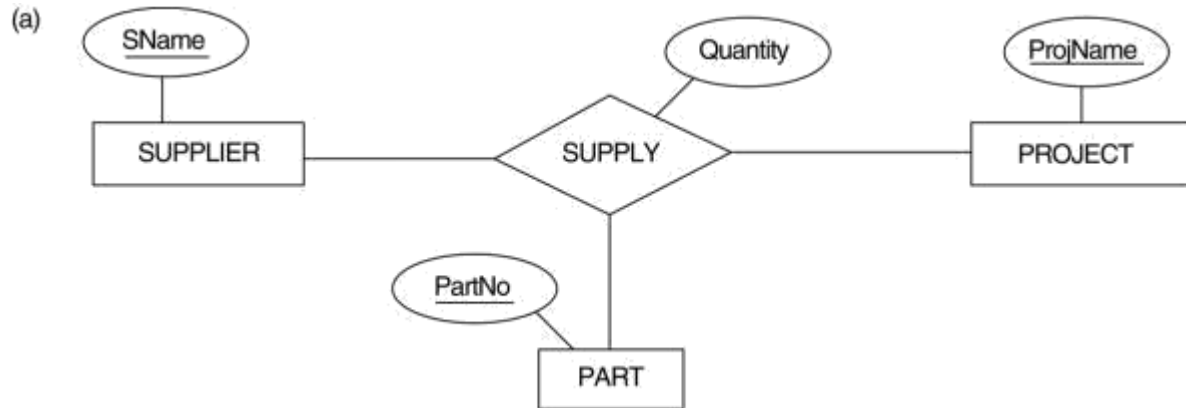 (a)
SName
Quantity
ProjName
SUPPLIER
SUPPLY
PROJECT
PartNo
PART